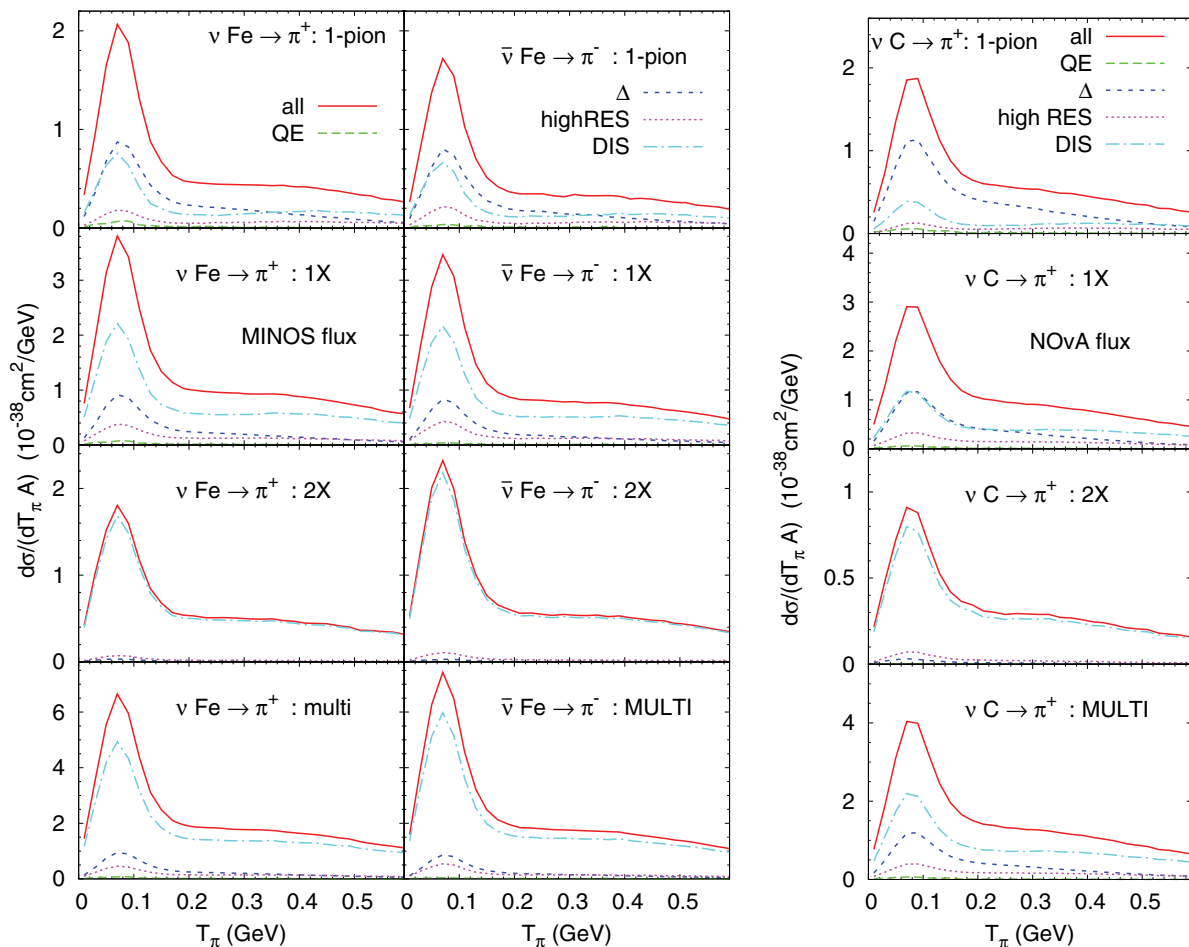 dσ/(dTπ A) (10⁻³⁸cm²/GeV)
2
1
0
ν Fe → π⁺: 1-pion
all
QE
ν̄ Fe → π⁻ : 1-pion
Δ
highRES
DIS
3
2
1
0
ν Fe → π⁺ : 1X
MINOS flux
ν̄ Fe → π⁻ : 1X
2
1
0
ν Fe → π⁺ : 2X
ν̄ Fe → π⁻ : 2X
6
4
2
0
ν Fe → π⁺ : multi
ν̄ Fe → π⁻ : MULTI
0 0.1 0.2 0.3 0.4 0.5 0 0.1 0.2 0.3 0.4 0.5
Tπ (GeV) Tπ (GeV)
dσ/(dTπ A) (10⁻³⁸cm²/GeV)
2
1
0
ν C → π⁺: 1-pion
all
QE
Δ
high RES
DIS
4
3
2
1
0
ν C → π⁺ : 1X
NOvA flux
1
0.5
0
ν C → π⁺ : 2X
4
2
0
ν C → π⁺ : MULTI
0 0.1 0.2 0.3 0.4 0.5
Tπ (GeV)